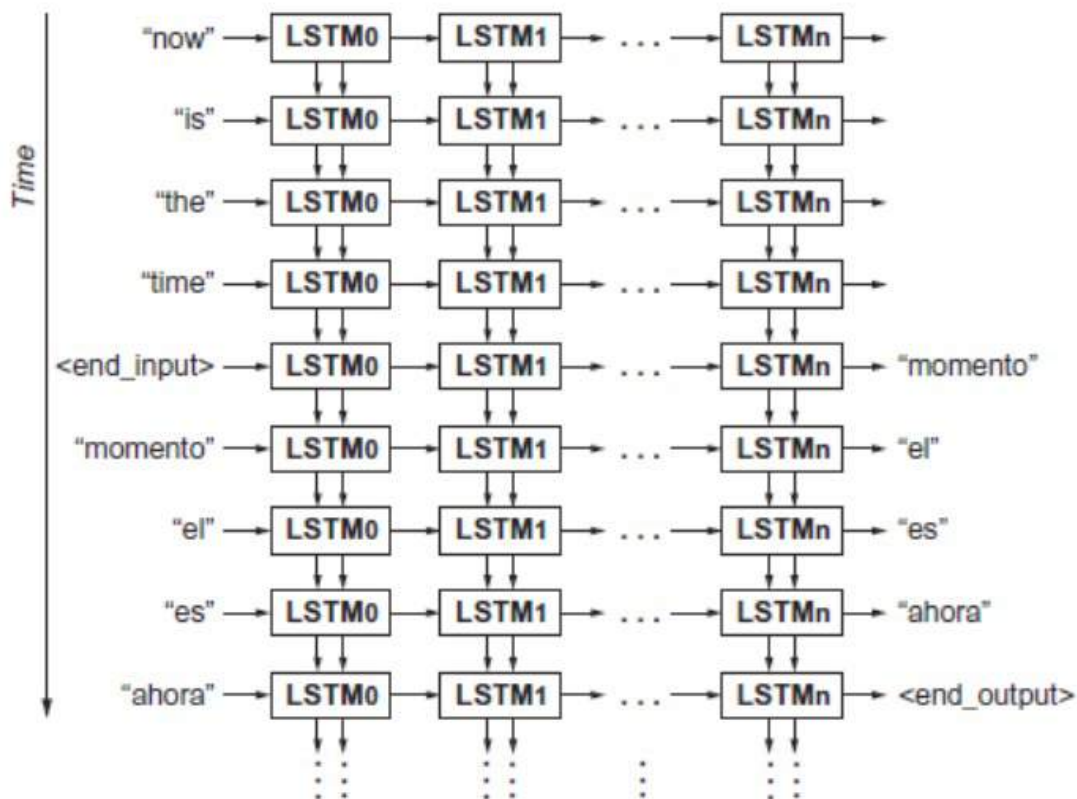 Time
“now” LSTM0 LSTM1 . . . LSTMn
“is” LSTM0 LSTM1 . . . LSTMn
“the” LSTM0 LSTM1 . . . LSTMn
“time” LSTM0 LSTM1 . . . LSTMn
<end_input> LSTM0 LSTM1 . . . LSTMn “momento”
“momento” LSTM0 LSTM1 . . . LSTMn “el”
“el” LSTM0 LSTM1 . . . LSTMn “es”
“es” LSTM0 LSTM1 . . . LSTMn “ahora”
“ahora” LSTM0 LSTM1 . . . LSTMn <end_output>